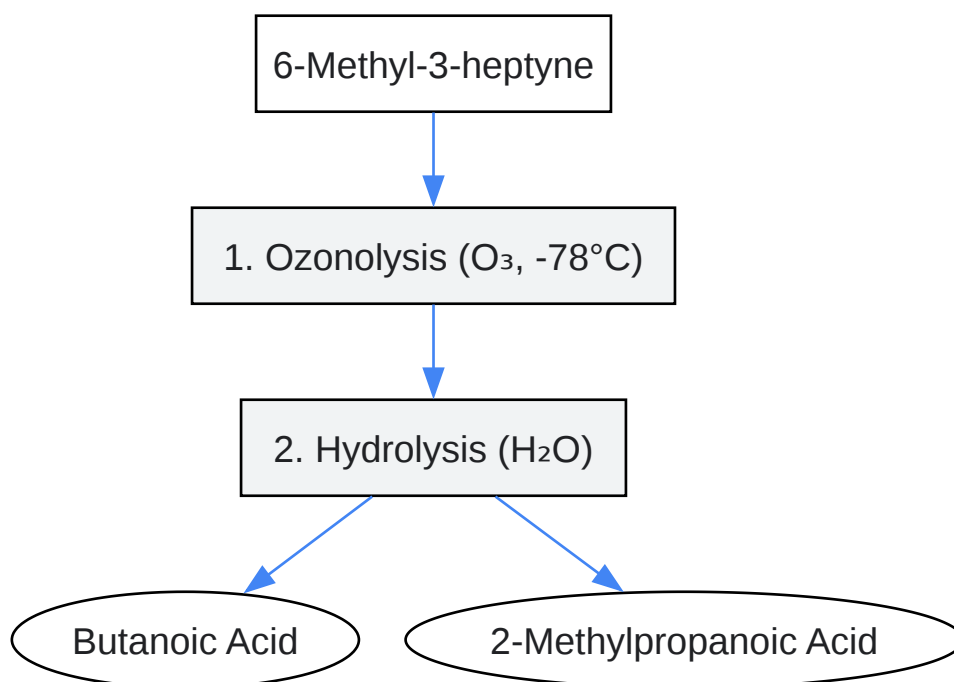 6-Methyl-3-heptyne
1. Ozonolysis (O₃, -78°C)
2. Hydrolysis (H₂O)
Butanoic Acid
2-Methylpropanoic Acid